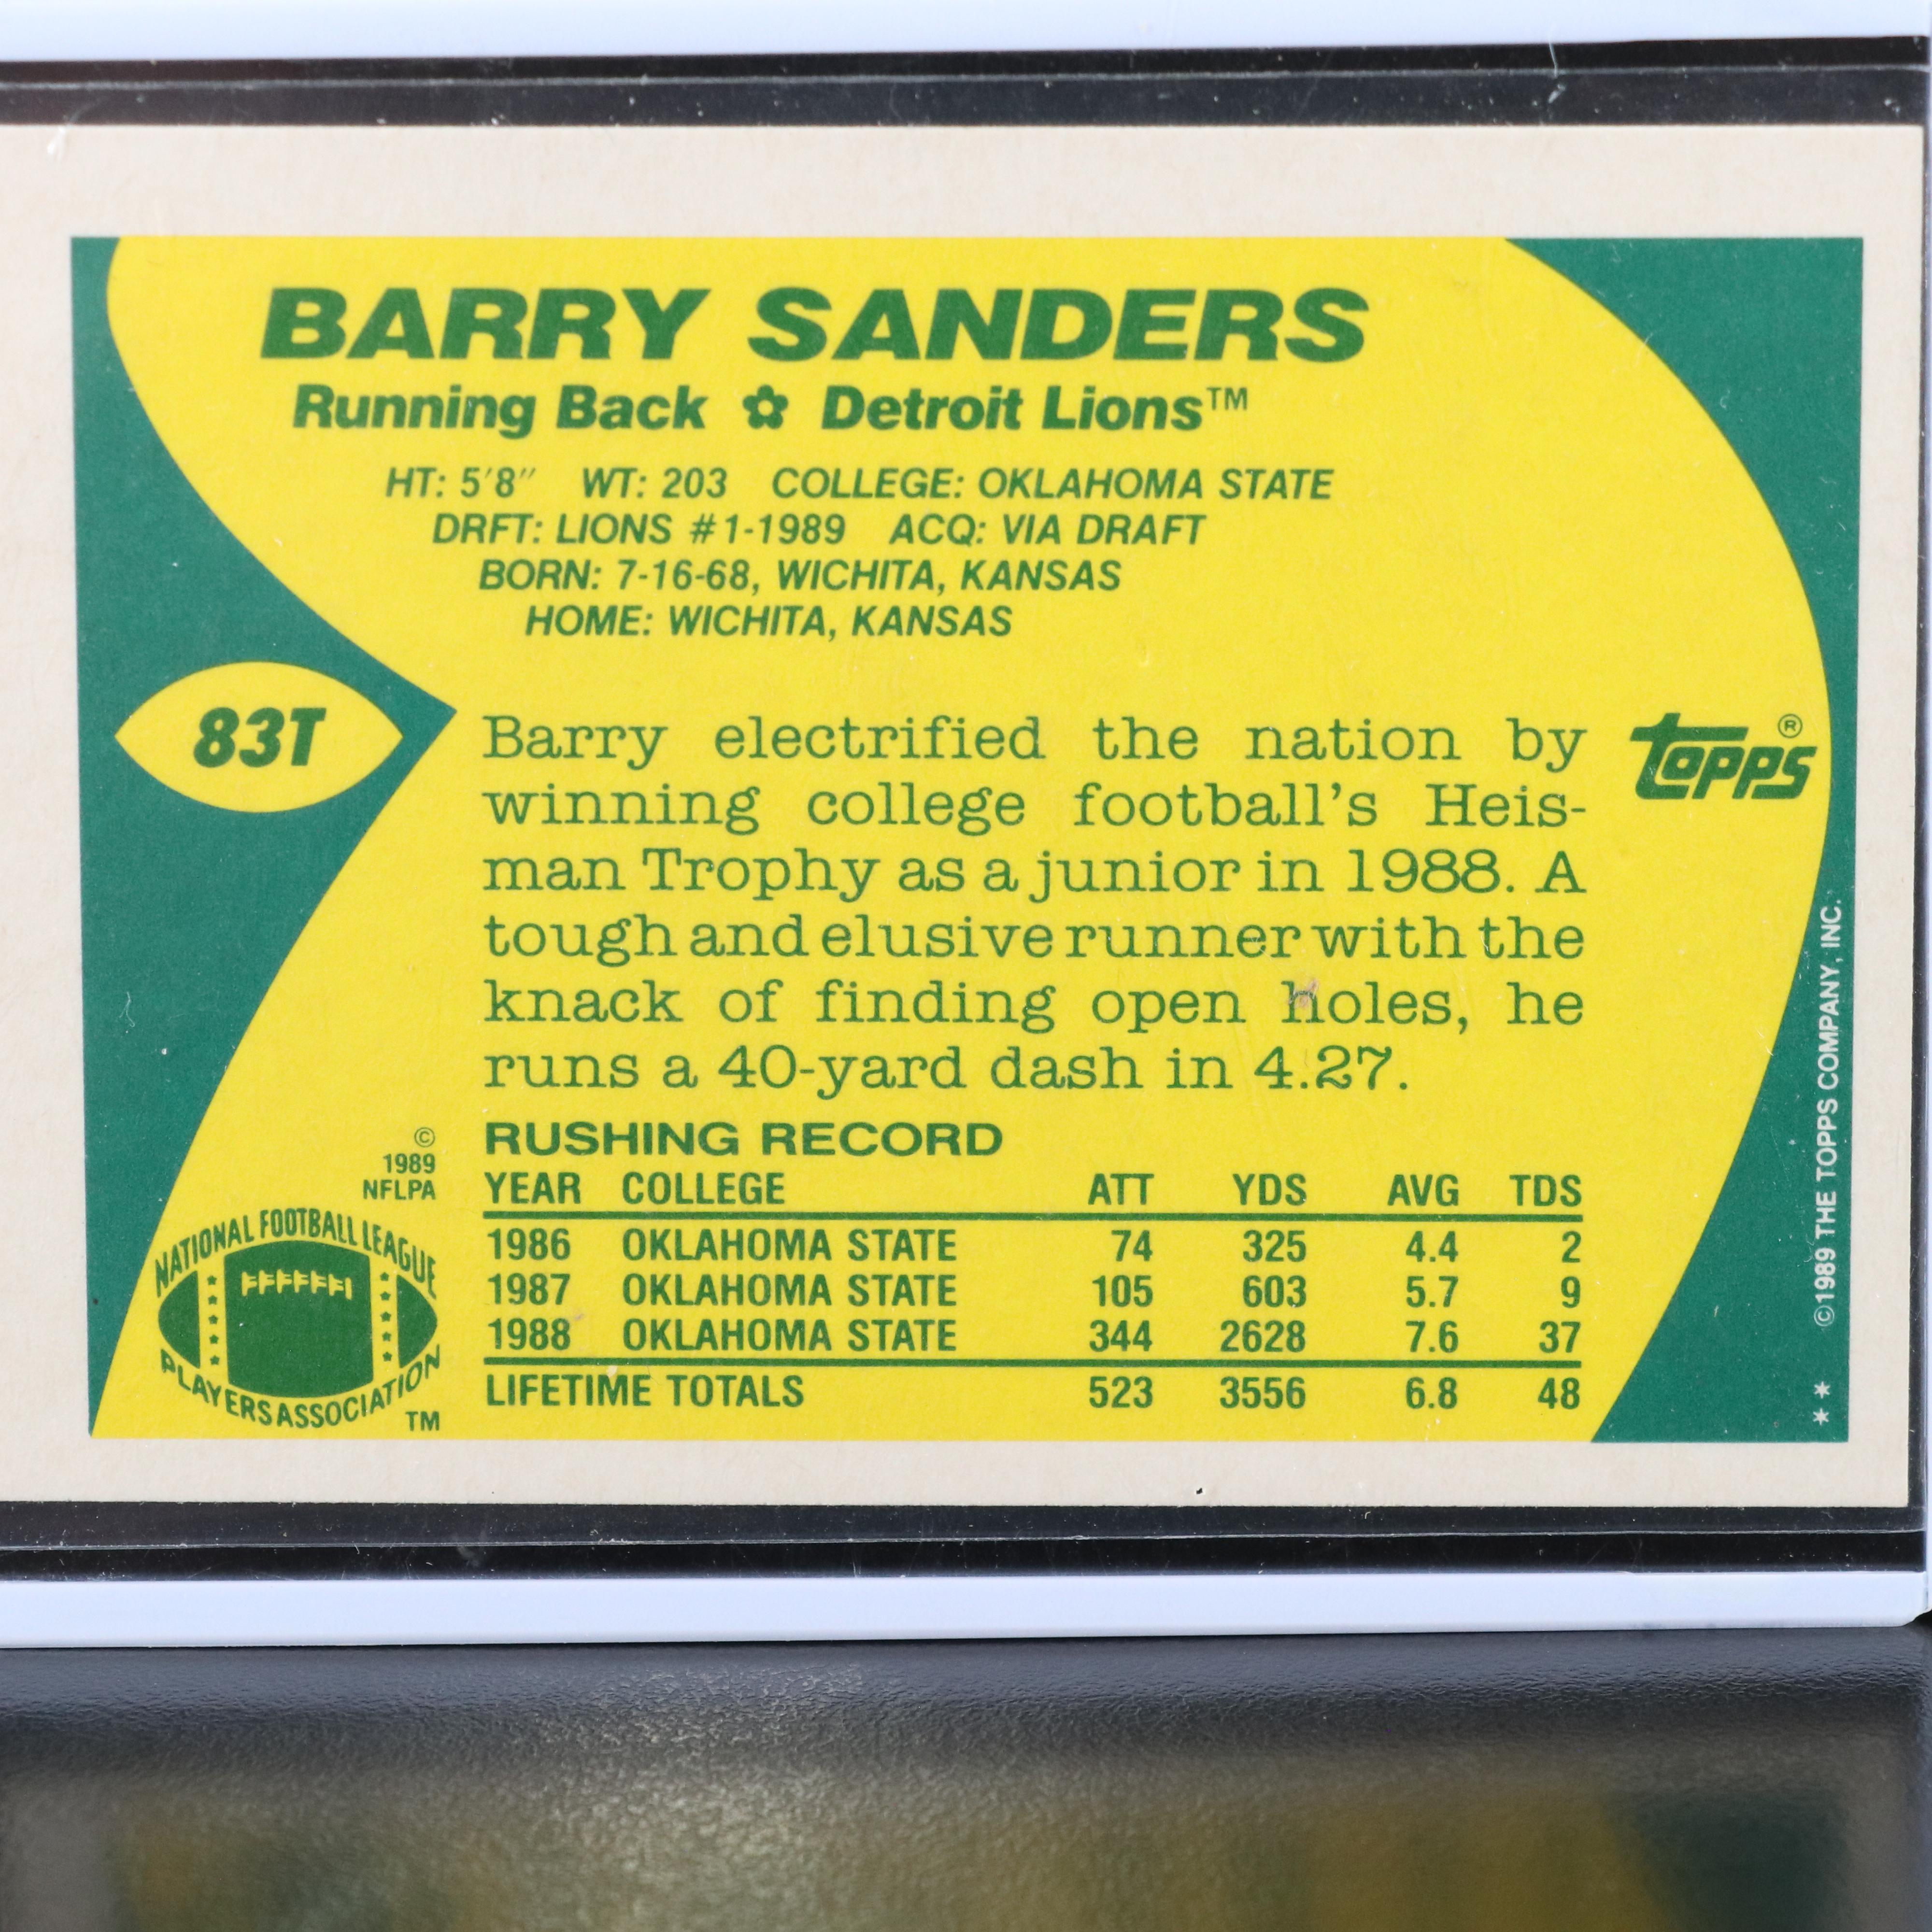 BARRY SANDERS
Running Back ✿ Detroit Lions™
HT: 5'8" WT: 203 COLLEGE: OKLAHOMA STATE
DRFT: LIONS #1-1989 ACQ: VIA DRAFT
BORN: 7-16-68, WICHITA, KANSAS
HOME: WICHITA, KANSAS
83T
Barry electrified the nation by
winning college football's Heis-
man Trophy as a junior in 1988. A
tough and elusive runner with the
knack of finding open holes, he
runs a 40-yard dash in 4.27.
topps®
RUSHING RECORD
YEAR COLLEGE ATT YDS AVG TDS
1986 OKLAHOMA STATE 74 325 4.4 2
1987 OKLAHOMA STATE 105 603 5.7 9
1988 OKLAHOMA STATE 344 2628 7.6 37
LIFETIME TOTALS 523 3556 6.8 48
©
1989
NFLPA
NATIONAL FOOTBALL LEAGUE
PLAYERS ASSOCIATION
TM
©1989 THE TOPPS COMPANY, INC.
**